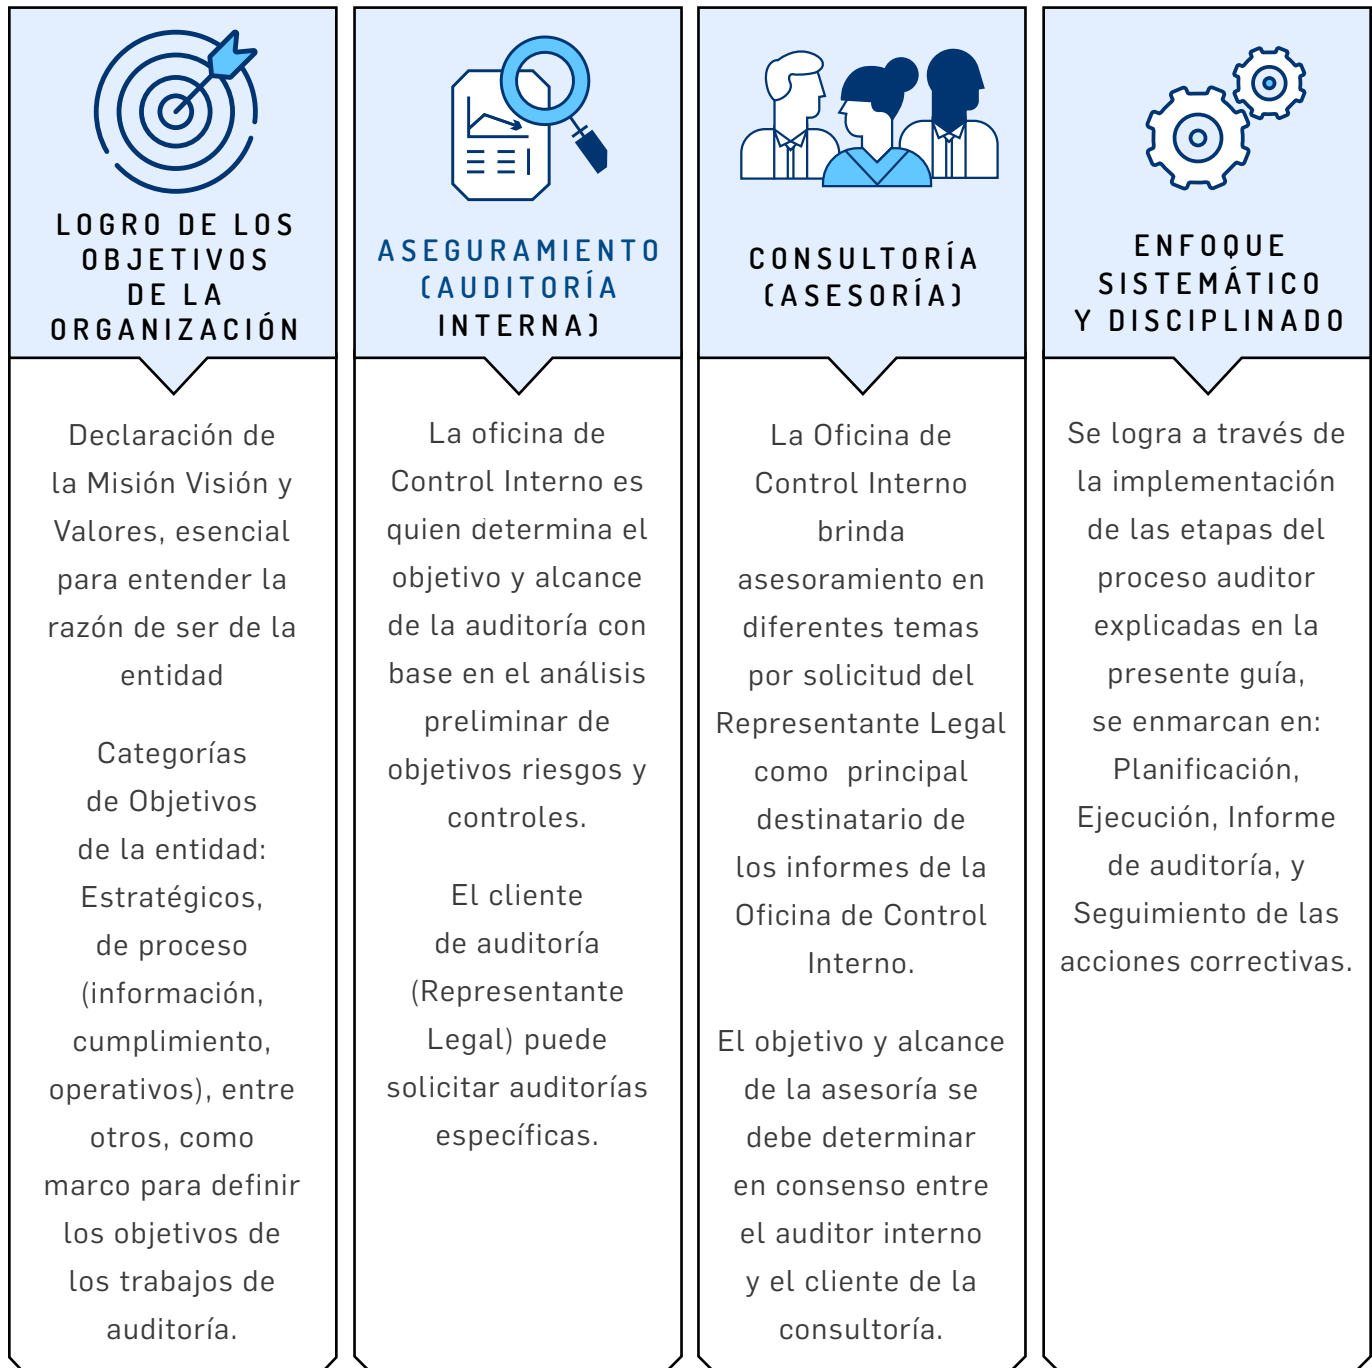 LOGRO DE LOS
OBJETIVOS
DE LA
ORGANIZACIÓN
Declaración de
la Misión Visión y
Valores, esencial
para entender la
razón de ser de la
entidad
Categorías
de Objetivos
de la entidad:
Estratégicos,
de proceso
(información,
cumplimiento,
operativos), entre
otros, como
marco para definir
los objetivos de
los trabajos de
auditoría.
ASEGURAMIENTO
(AUDITORÍA
INTERNA)
La oficina de
Control Interno es
quien determina el
objetivo y alcance
de la auditoría con
base en el análisis
preliminar de
objetivos riesgos y
controles.
El cliente
de auditoría
(Representante
Legal) puede
solicitar auditorías
específicas.
CONSULTORÍA
(ASESORÍA)
La Oficina de
Control Interno
brinda
asesoramiento en
diferentes temas
por solicitud del
Representante Legal
como principal
destinatario de
los informes de la
Oficina de Control
Interno.
El objetivo y alcance
de la asesoría se
debe determinar
en consenso entre
el auditor interno
y el cliente de la
consultoría.
ENFOQUE
SISTEMÁTICO
Y DISCIPLINADO
Se logra a través de
la implementación
de las etapas del
proceso auditor
explicadas en la
presente guía,
se enmarcan en:
Planificación,
Ejecución, Informe
de auditoría, y
Seguimiento de las
acciones correctivas.